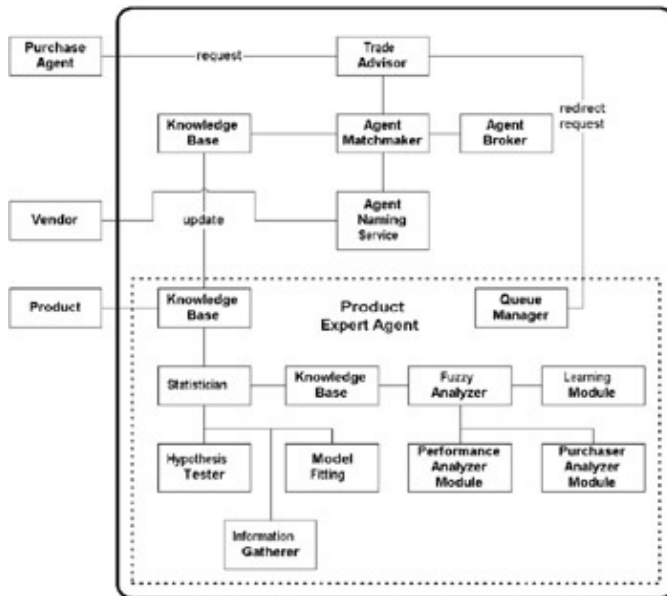 Purchase
Agent
request
Trade
Advisor
redirect
request
Knowledge
Base
Agent
Matchmaker
Agent
Broker
Vendor
update
Agent
Naming
Service
Product
Knowledge
Base
Product
Expert Agent
Queue
Manager
Statistician
Knowledge
Base
Fuzzy
Analyzer
Learning
Module
Hypothesis
Tester
Model
Fitting
Performance
Analyzer
Module
Purchaser
Analyzer
Module
Information
Gatherer